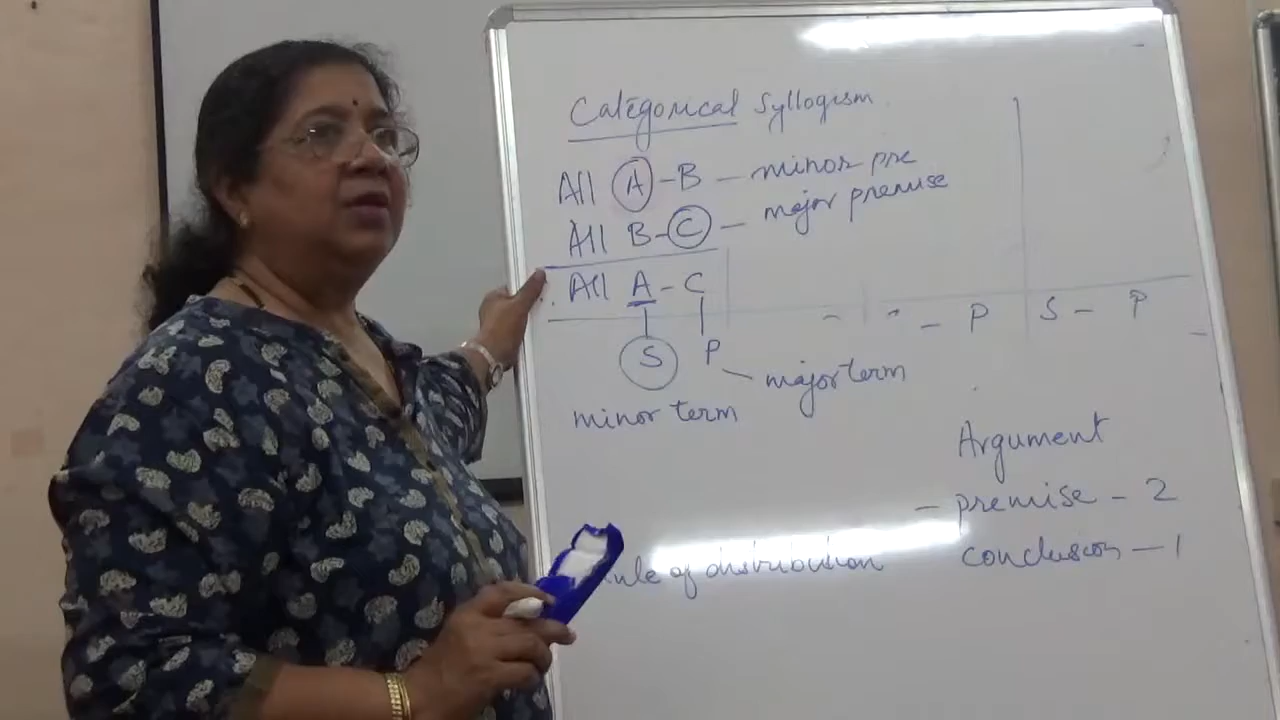 Categorical Syllogism
All A - B - minor pre
All B - C - major premise
All A - C
- P
S - P
S
P - major term
minor term
Argument
- premise - 2
conclusion - 1
of distribution